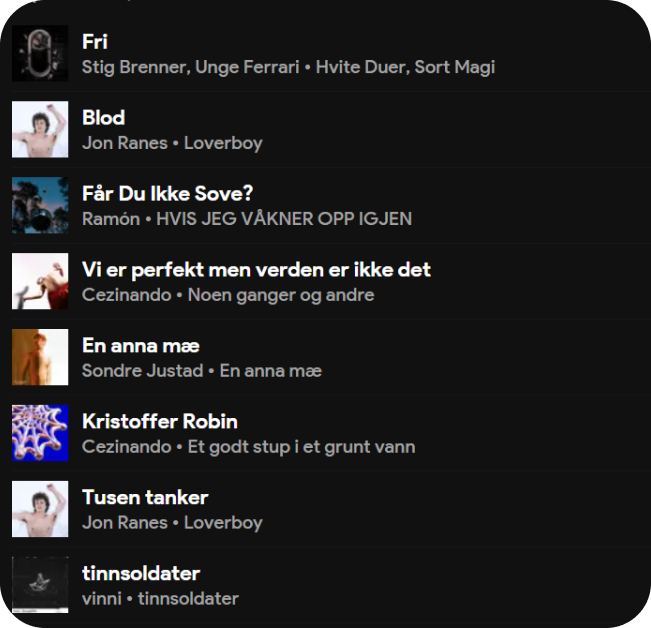 Fri
Stig Brenner, Unge Ferrari • Hvite Duer, Sort Magi
Blod
Jon Ranes • Loverboy
Får Du Ikke Sove?
Ramón • HVIS JEG VÅKNER OPP IGJEN
Vi er perfekt men verden er ikke det
Cezinando • Noen ganger og andre
En anna mæ
Sondre Justad • En anna mæ
Kristoffer Robin
Cezinando • Et godt stup i et grunt vann
Tusen tanker
Jon Ranes • Loverboy
tinnsoldater
vinni • tinnsoldater